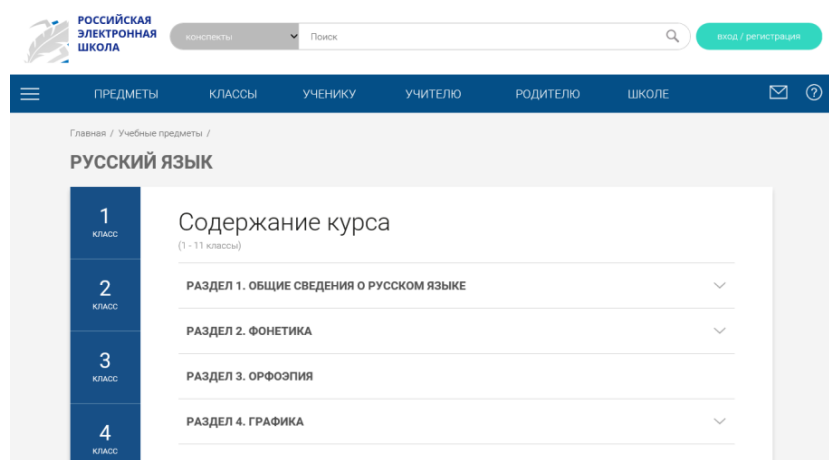 РОССИЙСКАЯ
ЭЛЕКТРОННАЯ
ШКОЛА
конспекты
Поиск
вход / регистрация
ПРЕДМЕТЫ КЛАССЫ УЧЕНИКУ УЧИТЕЛЮ РОДИТЕЛЮ ШКОЛЕ
Главная / Учебные предметы /
РУССКИЙ ЯЗЫК
1
класс
2
класс
3
класс
4
класс
Содержание курса
(1 - 11 классы)
РАЗДЕЛ 1. ОБЩИЕ СВЕДЕНИЯ О РУССКОМ ЯЗЫКЕ
РАЗДЕЛ 2. ФОНЕТИКА
РАЗДЕЛ 3. ОРФОЭПИЯ
РАЗДЕЛ 4. ГРАФИКА